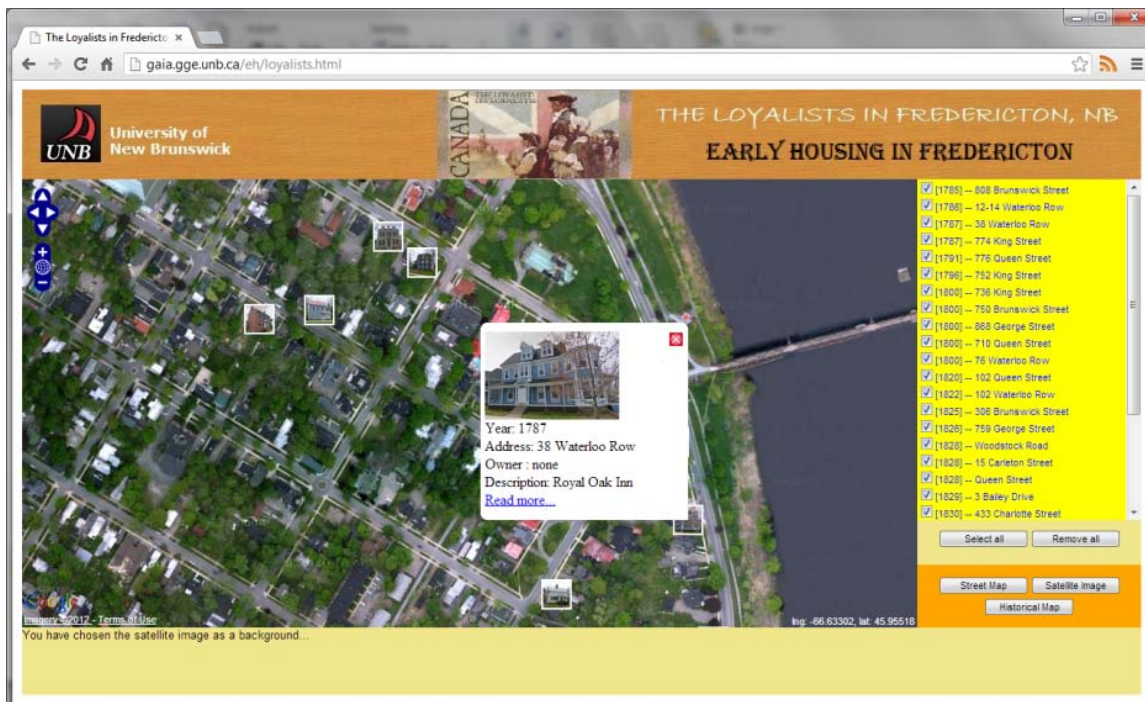 The Loyalists in Fredericto
gaia.gge.unb.ca/eh/loyalists.html
UNB
University of
New Brunswick
CANADA
THE LOYALISTS IN FREDERICTON, NB
EARLY HOUSING IN FREDERICTON
[1785] -- 808 Brunswick Street
[1786] -- 12-14 Waterloo Row
[1787] -- 38 Waterloo Row
[1787] -- 774 King Street
[1791] -- 776 Queen Street
[1796] -- 752 King Street
[1800] -- 736 King Street
[1800] -- 750 Brunswick Street
[1800] -- 868 George Street
[1800] -- 710 Queen Street
[1800] -- 76 Waterloo Row
[1820] -- 102 Queen Street
[1822] -- 102 Waterloo Row
[1825] -- 306 Brunswick Street
[1826] -- 759 George Street
[1828] -- Woodstock Road
[1828] -- 15 Carleton Street
[1828] -- Queen Street
[1829] -- 3 Bailey Drive
[1830] -- 433 Charlotte Street
Year: 1787
Address: 38 Waterloo Row
Owner : none
Description: Royal Oak Inn
Read more...
Select all
Remove all
Street Map
Satellite Image
Historical Map
Google
Imagery ©2012 - Terms of Use
lng: -66.63302, lat: 45.95518
You have chosen the satellite image as a background...